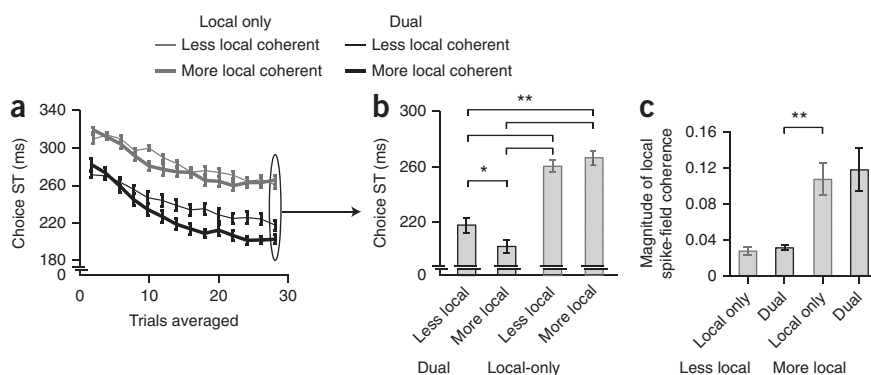 Local only
Dual
Less local coherent
Less local coherent
More local coherent
More local coherent
a
340
300
260
220
180
0
Choice ST (ms)
0
10
20
30
Trials averaged
b
300
260
220
0
Choice ST (ms)
**
*
Less local
More local
Less local
More local
Dual
Local-only
c
0.16
0.12
0.08
0.04
0
Magnitude of local
spike-field coherence
**
Local only
Dual
Local only
Dual
Less local
More local